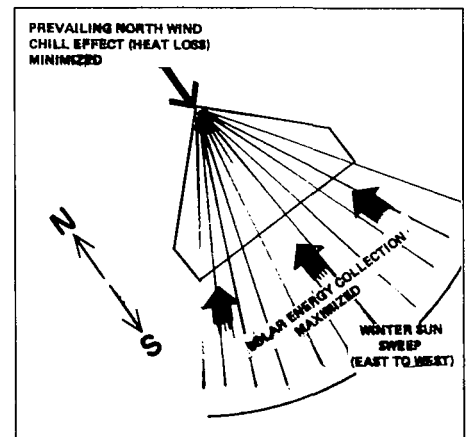 PREVAILING NORTH WIND
CHILL EFFECT (HEAT LOSS)
MINIMIZED
N
S
SOLAR ENERGY COLLECTION
MAXIMIZED
WINTER SUN
SWEEP
(EAST TO WEST)